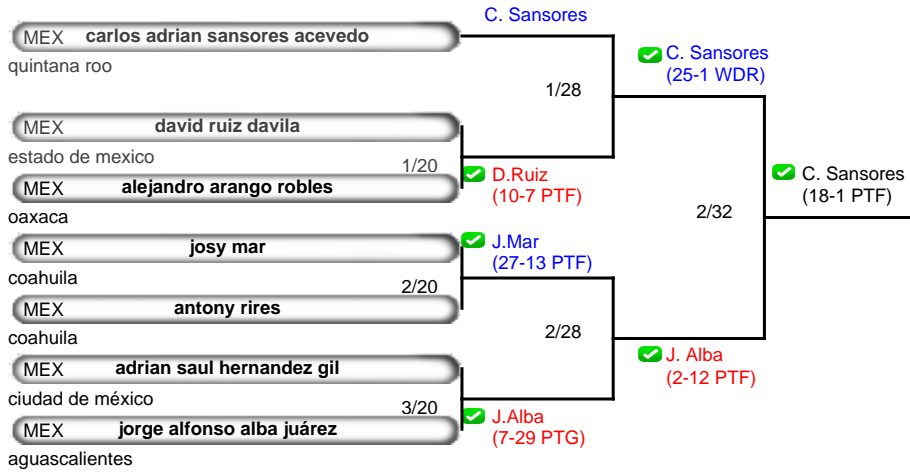 C. Sansores
MEX carlos adrian sansores acevedo
quintana roo
C. Sansores
(25-1 WDR)
1/28
MEX david ruiz davila
estado de mexico
1/20
D.Ruiz
(10-7 PTF)
MEX alejandro arango robles
oaxaca
C. Sansores
(18-1 PTF)
2/32
MEX josy mar
coahuila
J.Mar
(27-13 PTF)
2/20
MEX antony rires
coahuila
2/28
MEX adrian saul hernandez gil
ciudad de méxico
J. Alba
(2-12 PTF)
3/20
J.Alba
(7-29 PTG)
MEX jorge alfonso alba juárez
aguascalientes